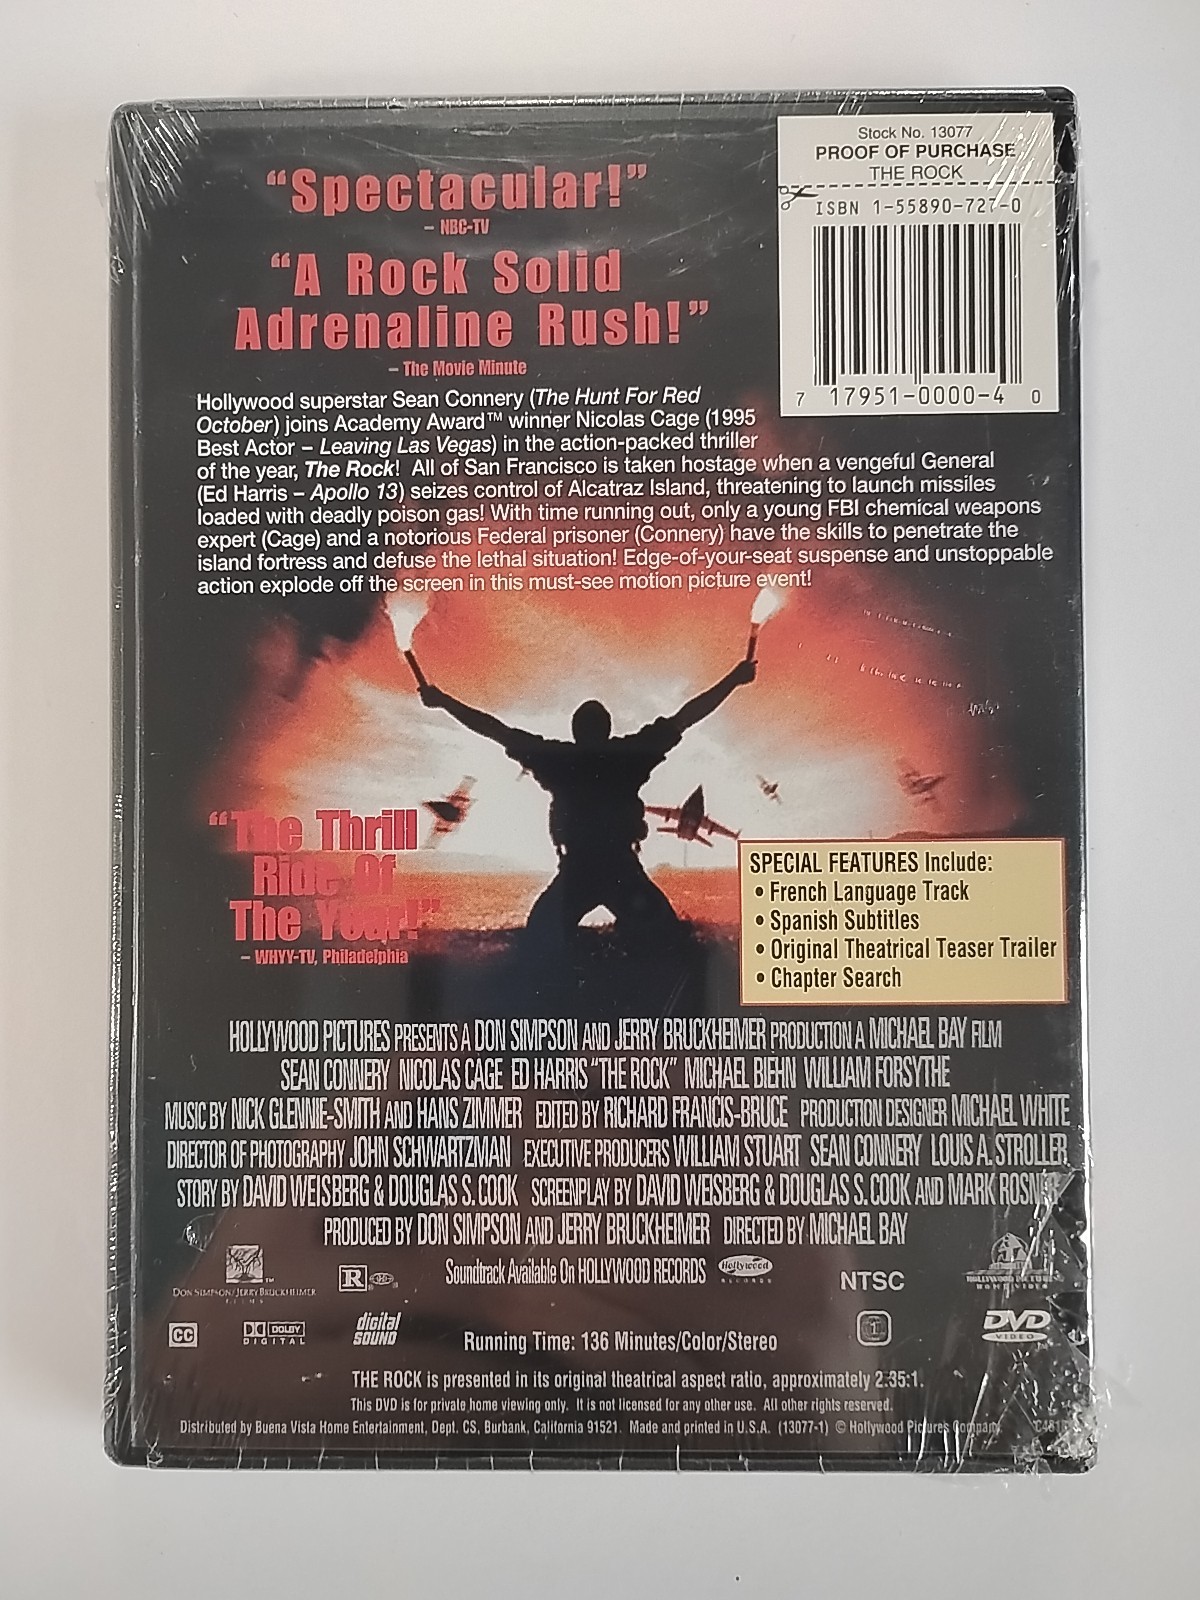 Stock No. 13077
PROOF OF PURCHASE
THE ROCK
ISBN 1-55890-727-0
7 17951-0000-4 0
“Spectacular!”
– NBC-TV
“A Rock Solid
Adrenaline Rush!”
– The Movie Minute
Hollywood superstar Sean Connery (The Hunt For Red
October) joins Academy Award™ winner Nicolas Cage (1995
Best Actor – Leaving Las Vegas) in the action-packed thriller
of the year, The Rock! All of San Francisco is taken hostage when a vengeful General
(Ed Harris – Apollo 13) seizes control of Alcatraz Island, threatening to launch missiles
loaded with deadly poison gas! With time running out, only a young FBI chemical weapons
expert (Cage) and a notorious Federal prisoner (Connery) have the skills to penetrate the
island fortress and defuse the lethal situation! Edge-of-your-seat suspense and unstoppable
action explode off the screen in this must-see motion picture event!
“The Thrill
Ride Of
The Year!”
– WHYY-TV, Philadelphia
SPECIAL FEATURES Include:
• French Language Track
• Spanish Subtitles
• Original Theatrical Teaser Trailer
• Chapter Search
HOLLYWOOD PICTURES PRESENTS A DON SIMPSON AND JERRY BRUCKHEIMER PRODUCTION A MICHAEL BAY FILM
SEAN CONNERY NICOLAS CAGE ED HARRIS “THE ROCK” MICHAEL BIEHN WILLIAM FORSYTHE
MUSIC BY NICK GLENNIE-SMITH AND HANS ZIMMER EDITED BY RICHARD FRANCIS-BRUCE PRODUCTION DESIGNER MICHAEL WHITE
DIRECTOR OF PHOTOGRAPHY JOHN SCHWARTZMAN EXECUTIVE PRODUCERS WILLIAM STUART SEAN CONNERY LOUIS A. STROLLER
STORY BY DAVID WEISBERG & DOUGLAS S. COOK SCREENPLAY BY DAVID WEISBERG & DOUGLAS S. COOK AND MARK ROSNER
PRODUCED BY DON SIMPSON AND JERRY BRUCKHEIMER DIRECTED BY MICHAEL BAY
DON SIMPSON/JERRY BRUCKHEIMER
FILMS
R
Soundtrack Available On HOLLYWOOD RECORDS
Hollywood
RECORDS
NTSC
HOLLYWOOD PICTURES
HOME VIDEO
CC
DOLBY
DIGITAL
digital
SOUND
Running Time: 136 Minutes/Color/Stereo
1
DVD
VIDEO
THE ROCK is presented in its original theatrical aspect ratio, approximately 2.35:1.
This DVD is for private home viewing only. It is not licensed for any other use. All other rights reserved.
Distributed by Buena Vista Home Entertainment, Dept. CS, Burbank, California 91521. Made and printed in U.S.A. (13077-1) © Hollywood Pictures Company.